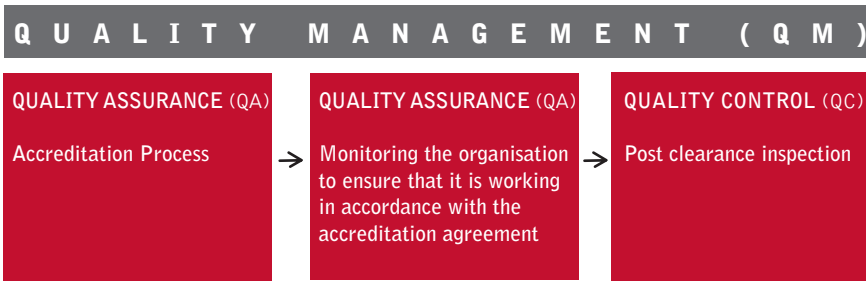 QUALITY MANAGEMENT (QM)
QUALITY ASSURANCE (QA)
Accreditation Process
QUALITY ASSURANCE (QA)
Monitoring the organisation
to ensure that it is working
in accordance with the
accreditation agreement
QUALITY CONTROL (QC)
Post clearance inspection